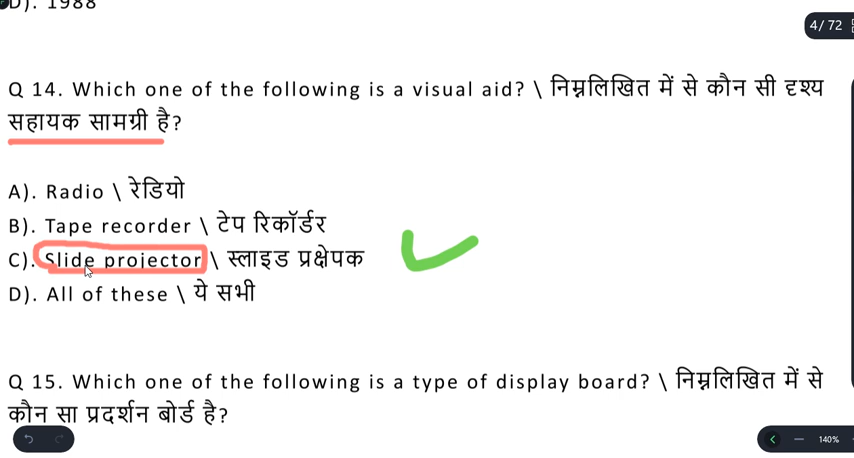 D). 1988
4/ 72
Q 14. Which one of the following is a visual aid? \ निम्नलिखित में से कौन सी दृश्य
सहायक सामग्री है?
A). Radio \ रेडियो
B). Tape recorder \ टेप रिकॉर्डर
C). Slide projector \ स्लाइड प्रक्षेपक
D). All of these \ ये सभी
Q 15. Which one of the following is a type of display board? \ निम्नलिखित में से
कौन सा प्रदर्शन बोर्ड है?
140%